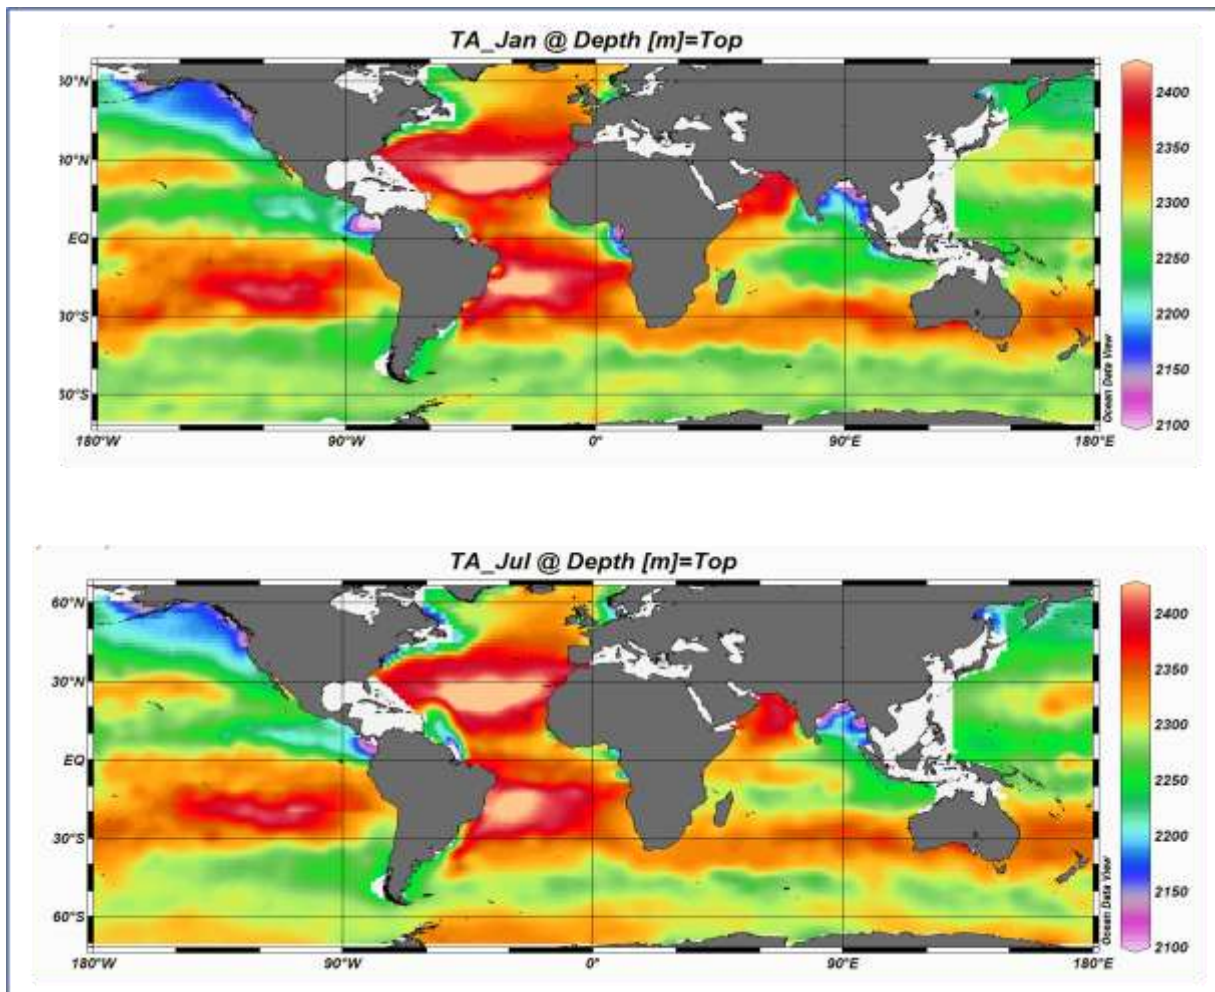 TA_Jan @ Depth [m]=Top
60°N
30°N
EQ
30°S
60°S
180°W
90°W
0°
90°E
180°E
2400
2350
2300
2250
2200
2150
2100
Ocean Data View
TA_Jul @ Depth [m]=Top
60°N
30°N
EQ
30°S
60°S
180°W
90°W
0°
90°E
180°E
2400
2350
2300
2250
2200
2150
2100
Ocean Data View